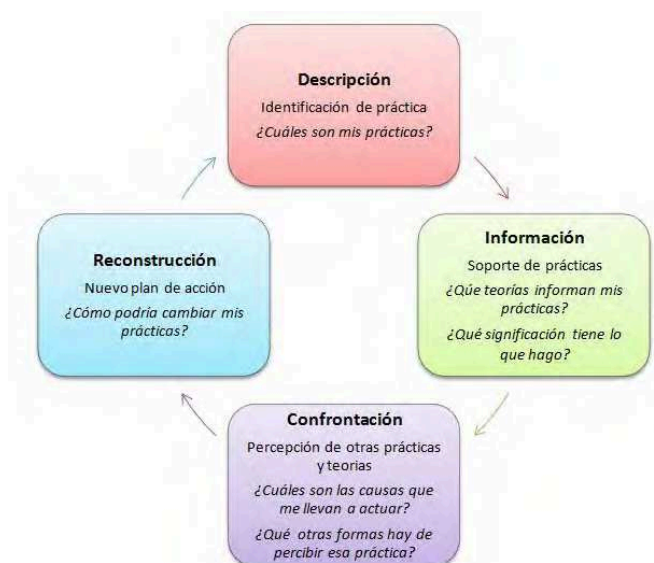 Descripción
Identificación de práctica
¿Cuáles son mis prácticas?
Información
Soporte de prácticas
¿Qúe teorías informan mis
prácticas?
¿Qué significación tiene lo
que hago?
Confrontación
Percepción de otras prácticas
y teorias
¿Cuáles son las causas que
me llevan a actuar?
¿Qué otras formas hay de
percibir esa práctica?
Reconstrucción
Nuevo plan de acción
¿Cómo podría cambiar mis
prácticas?